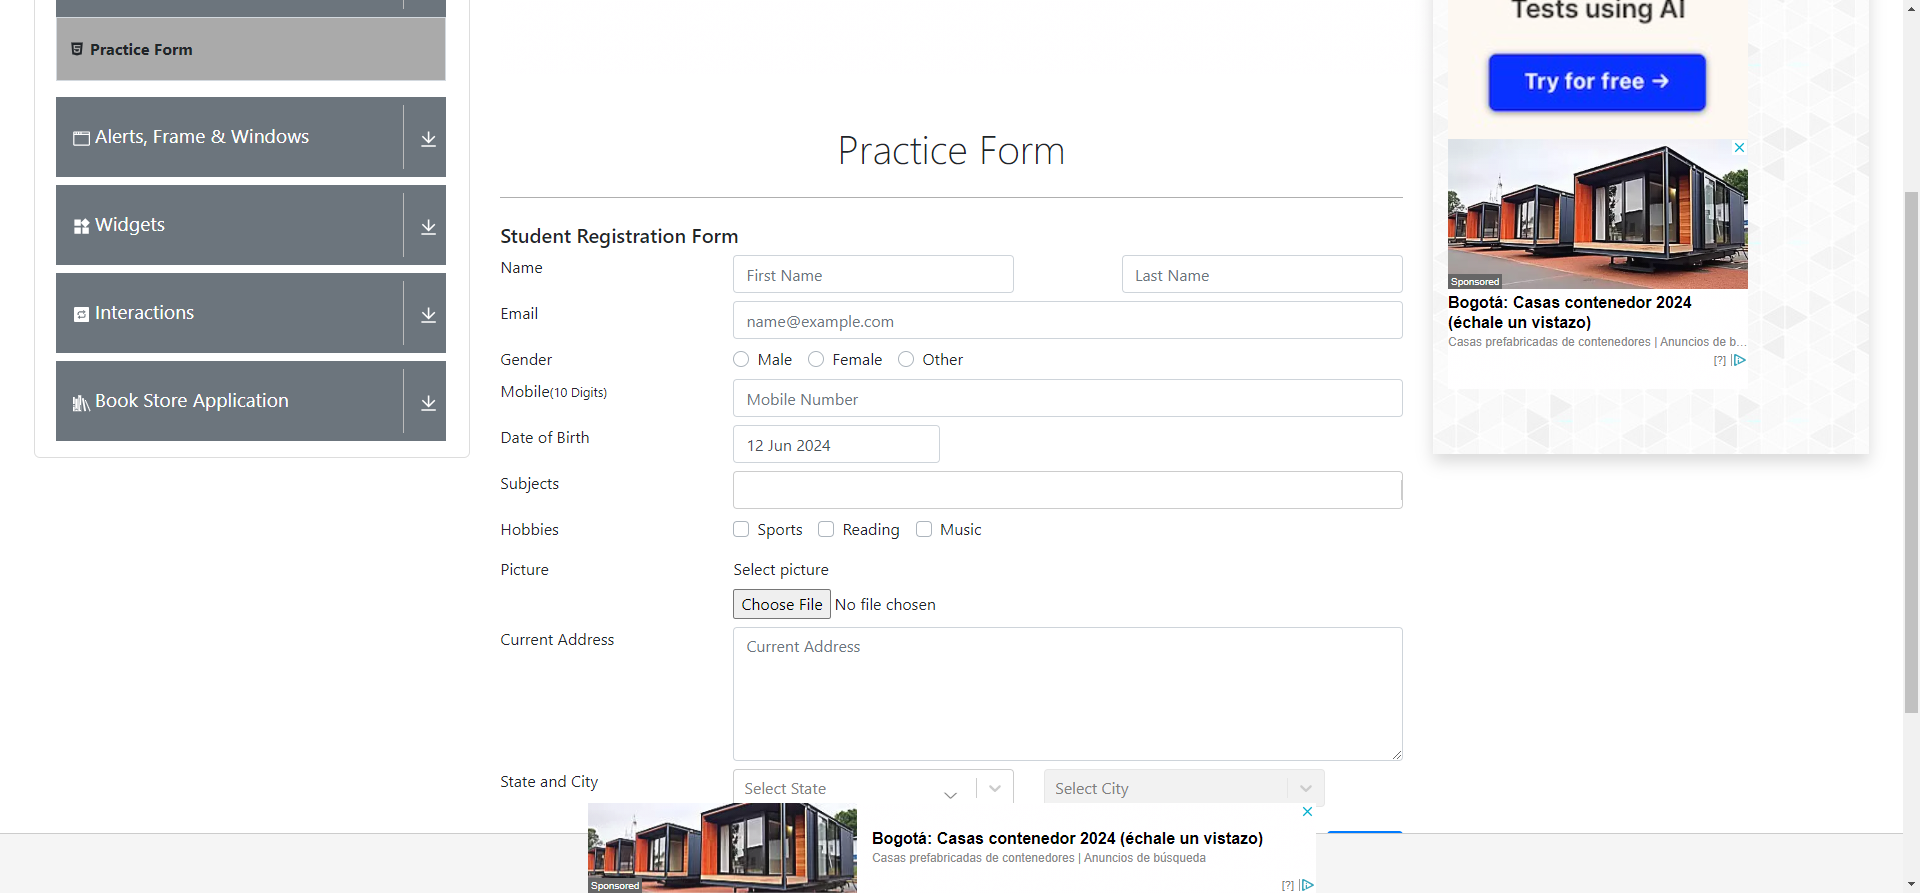 Practice Form
Alerts, Frame & Windows
Widgets
Interactions
Book Store Application
Practice Form
Student Registration Form
Name
First Name
Last Name
Email
name@example.com
Gender
Male
Female
Other
Mobile(10 Digits)
Mobile Number
Date of Birth
12 Jun 2024
Subjects
Hobbies
Sports
Reading
Music
Picture
Select picture
Choose File
No file chosen
Current Address
Current Address
State and City
Select State
Select City
Tests using AI
Try for free →
Sponsored
Bogotá: Casas contenedor 2024
(échale un vistazo)
Casas prefabricadas de contenedores | Anuncios de b...
[?]
Sponsored
Bogotá: Casas contenedor 2024 (échale un vistazo)
Casas prefabricadas de contenedores | Anuncios de búsqueda
[?]